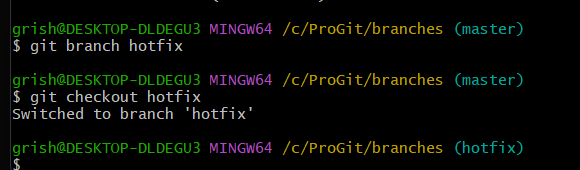 grish@DESKTOP-DLDEGU3 MINGW64 /c/ProGit/branches (master)
$ git branch hotfix
grish@DESKTOP-DLDEGU3 MINGW64 /c/ProGit/branches (master)
$ git checkout hotfix
Switched to branch 'hotfix'
grish@DESKTOP-DLDEGU3 MINGW64 /c/ProGit/branches (hotfix)
$